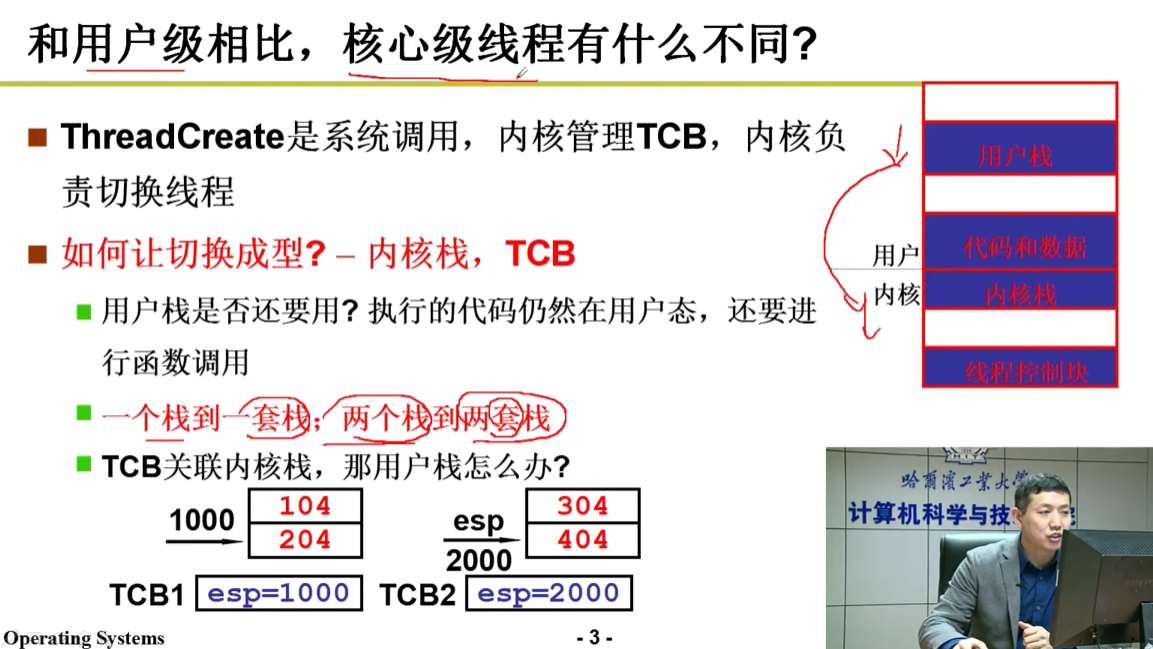 和用户级相比，核心级线程有什么不同?
ThreadCreate是系统调用，内核管理TCB，内核负
责切换线程
如何让切换成型? – 内核栈，TCB
用户栈是否还要用? 执行的代码仍然在用户态，还要进
行函数调用
一个栈到一套栈；两个栈到两套栈
TCB关联内核栈，那用户栈怎么办?
1000
104
204
esp
2000
304
404
TCB1
esp=1000
TCB2
esp=2000
用户栈
代码和数据
用户
内核
内核栈
线程控制块
哈尔滨工业大学
计算机科学与技
Operating Systems
- 3 -